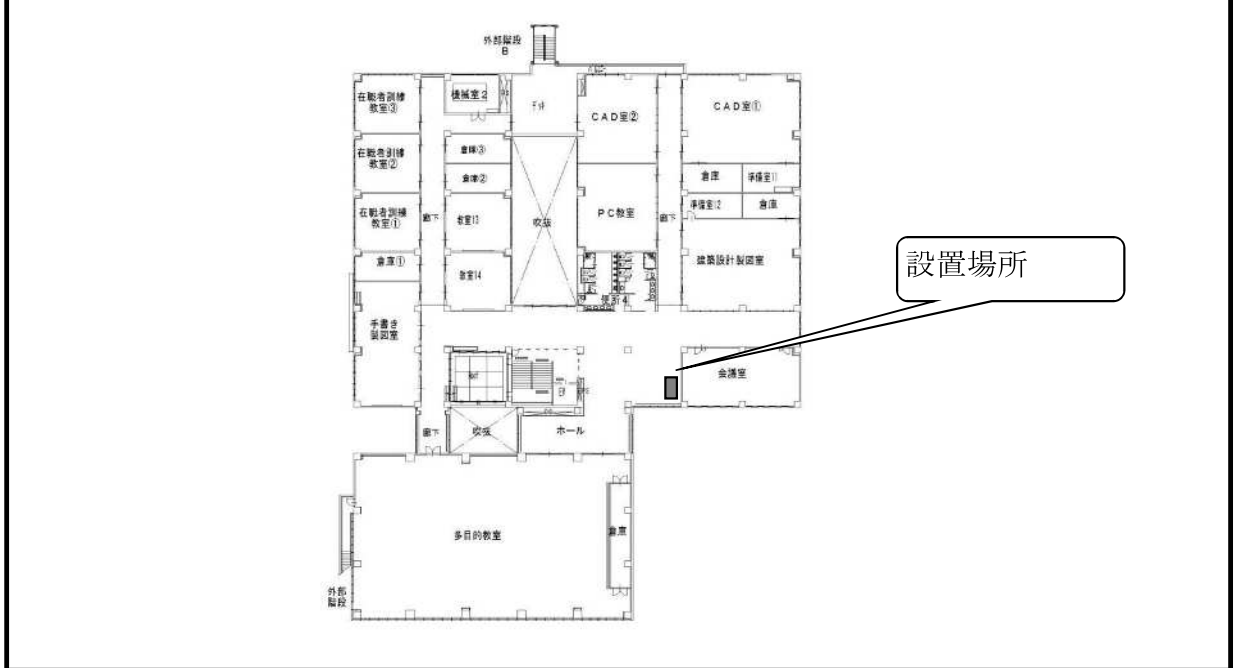 外部階段
B
在職者訓練
教室③
機械室2
CAD室②
CAD室①
在職者訓練
教室②
倉庫③
倉庫②
倉庫
準備室11
在職者訓練
教室①
廊下
教室13
吹抜
PC教室
廊下
準備室12
倉庫
倉庫①
教室14
建築設計製図室
設置場所
便所4
手書き
製図室
会議室
廊下
吹抜
ホール
多目的教室
倉庫
外部
階段